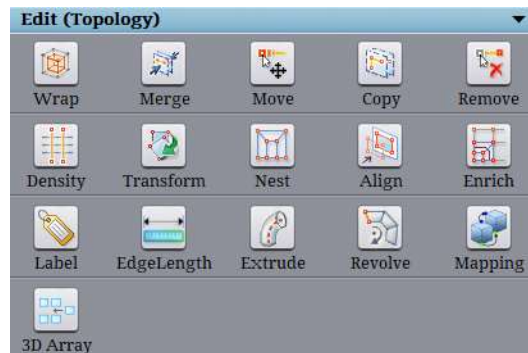 Edit (Topology)
Wrap Merge Move Copy Remove
Density Transform Nest Align Enrich
Label EdgeLength Extrude Revolve Mapping
3D Array